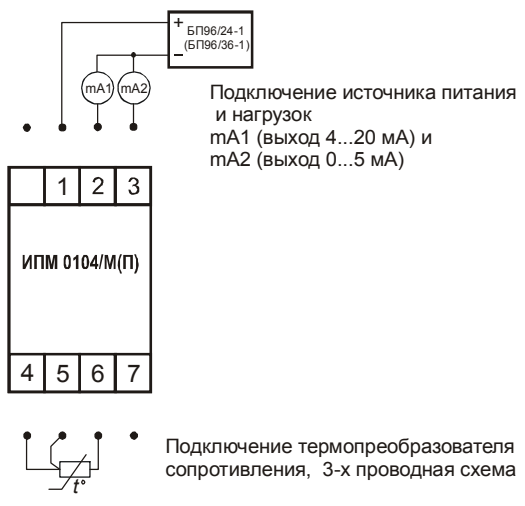 + БП96/24-1
– (БП96/36-1)
mA1 mA2
Подключение источника питания
и нагрузок
mA1 (выход 4...20 мА) и
mA2 (выход 0...5 мА)
1 2 3
ИПМ 0104/М(П)
4 5 6 7
Подключение термопреобразователя
сопротивления, 3-х проводная схема
t°